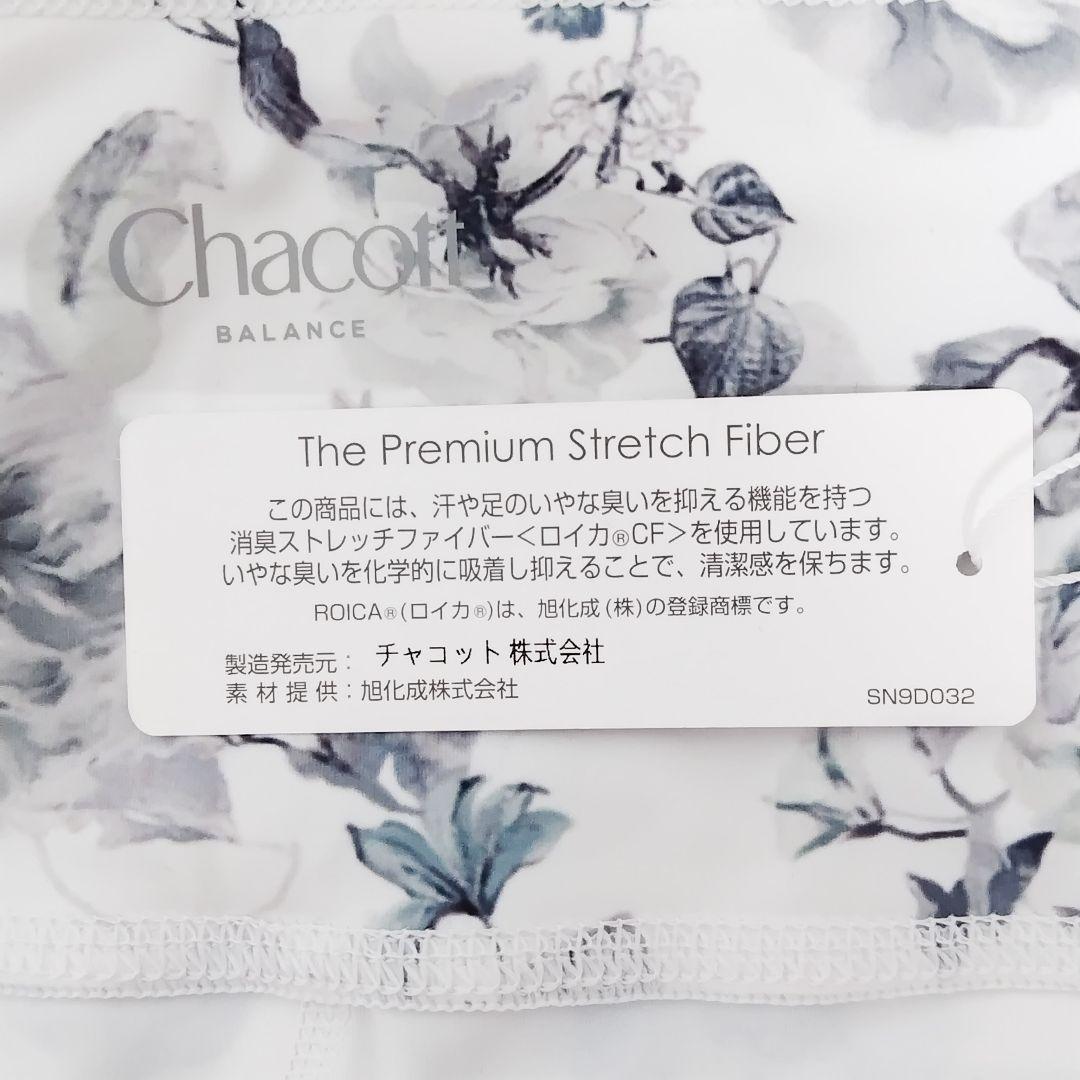 Chacott
BALANCE
The Premium Stretch Fiber
この商品には、汗や足のいやな臭いを抑える機能を持つ
消臭ストレッチファイバー＜ロイカ®CF＞を使用しています。
いやな臭いを化学的に吸着し抑えることで、清潔感を保ちます。
ROICA®(ロイカ®)は、旭化成(株)の登録商標です。
製造発売元： チャコット 株式会社
素材提供：旭化成株式会社
SN9D032